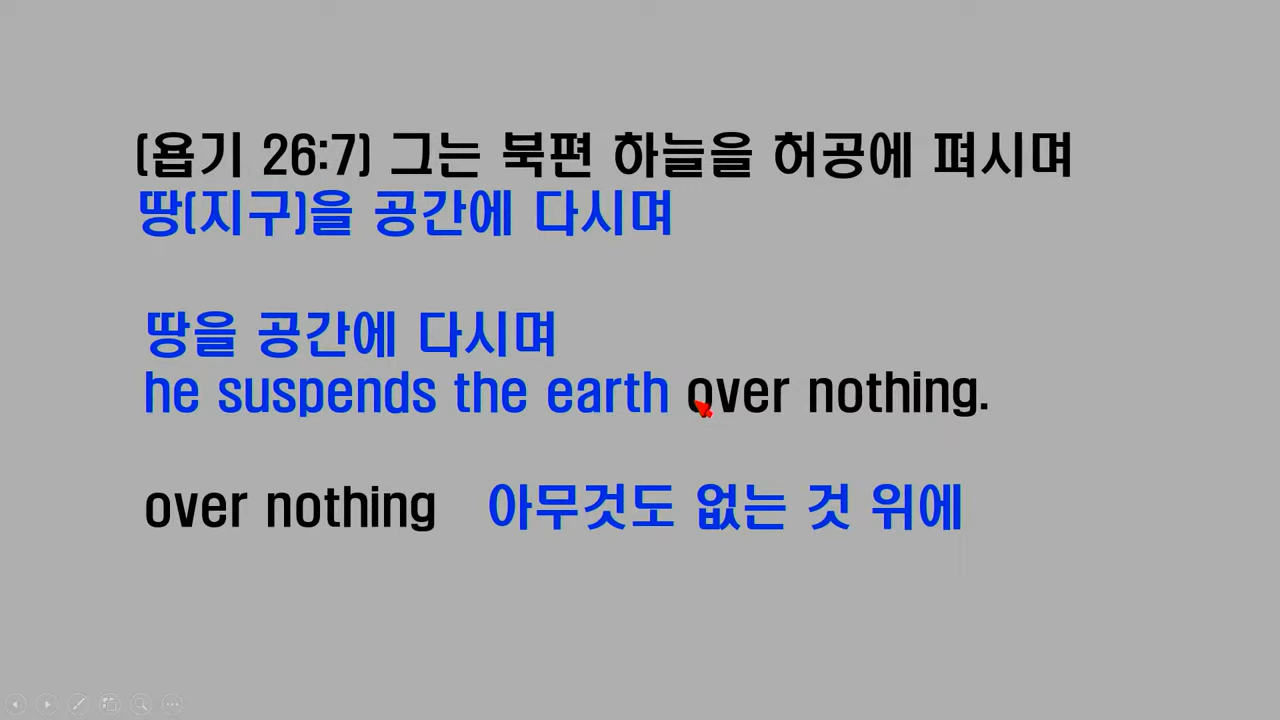 (욥기 26:7) 그는 북편 하늘을 허공에 펴시며
땅(지구)을 공간에 다시며
땅을 공간에 다시며
he suspends the earth over nothing.
over nothing 아무것도 없는 것 위에